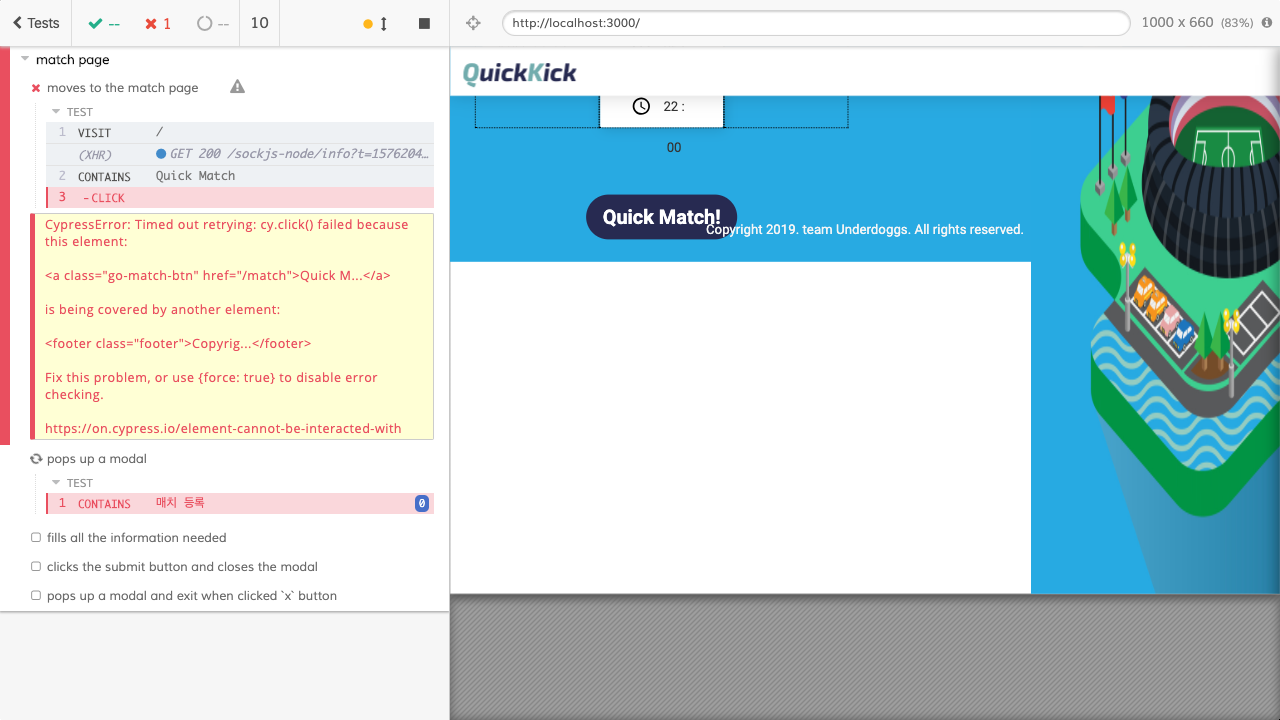 Tests
--
1
--
10
http://localhost:3000/
1000 x 660 (83%)
match page
moves to the match page
TEST
1 VISIT /
(XHR) GET 200 /sockjs-node/info?t=1576204…
2 CONTAINS Quick Match
3 -CLICK
CypressError: Timed out retrying: cy.click() failed because
this element:
<a class="go-match-btn" href="/match">Quick M...</a>
is being covered by another element:
<footer class="footer">Copyrig...</footer>
Fix this problem, or use {force: true} to disable error
checking.
https://on.cypress.io/element-cannot-be-interacted-with
pops up a modal
TEST
1 CONTAINS 매치 등록 0
fills all the information needed
clicks the submit button and closes the modal
pops up a modal and exit when clicked `x` button
QuickKick
22 :
00
Quick Match!
Copyright 2019. team Underdoggs. All rights reserved.